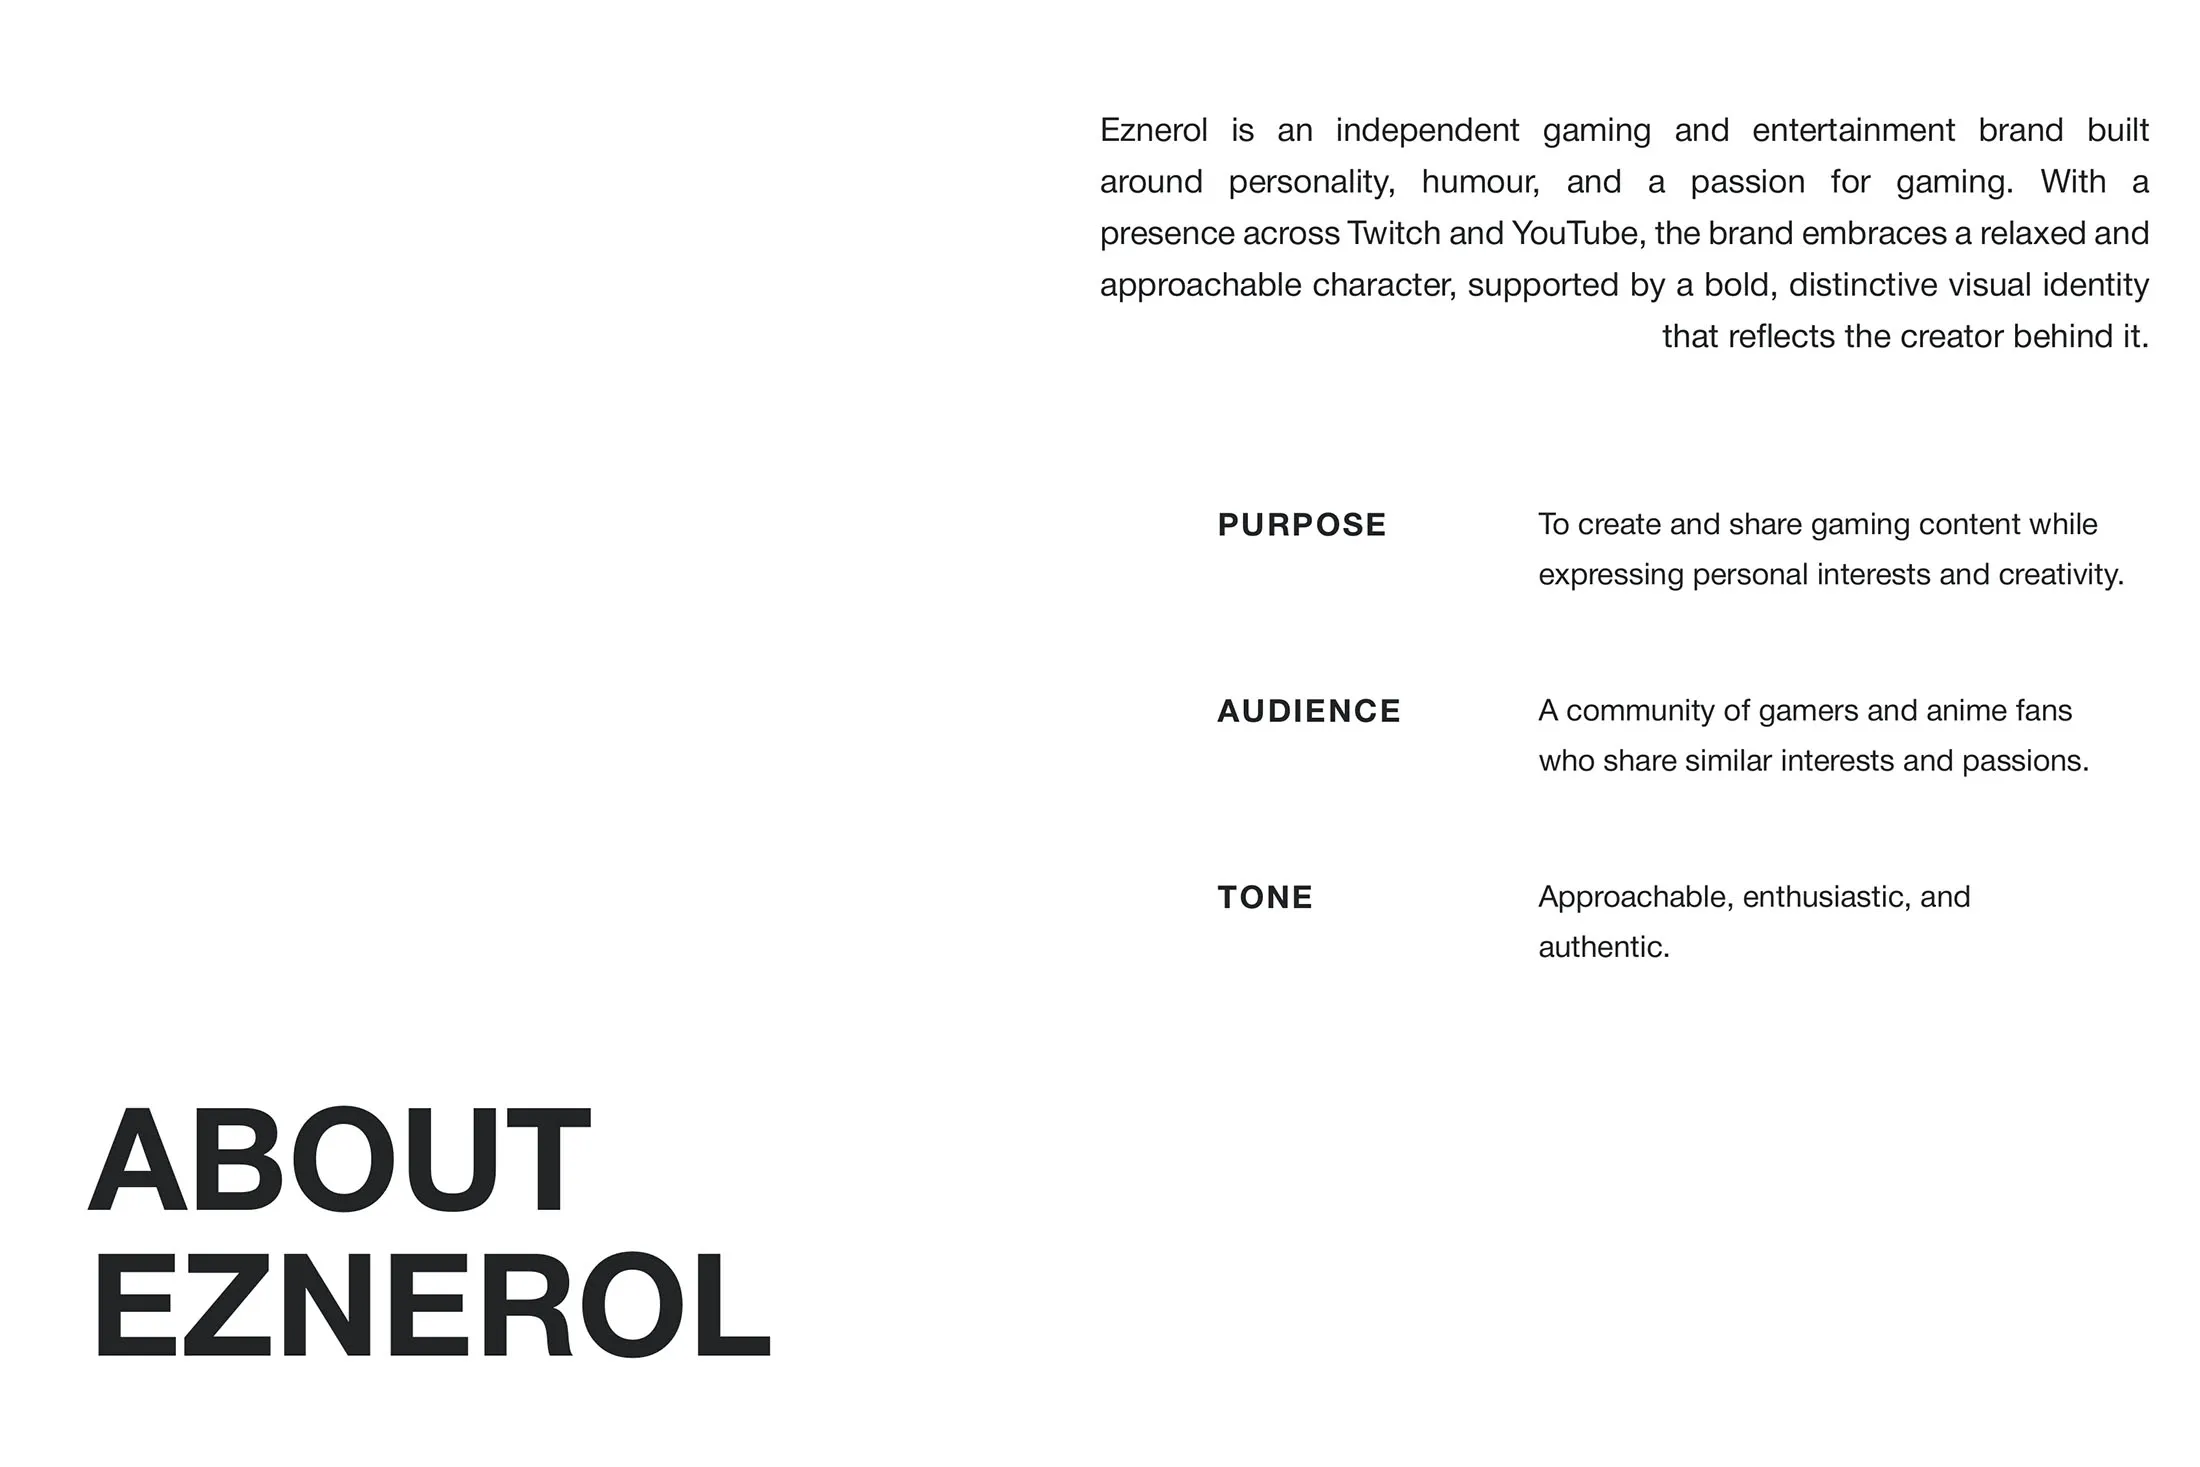 Eznerol is an independent gaming and entertainment brand built
around personality, humour, and a passion for gaming. With a
presence across Twitch and YouTube, the brand embraces a relaxed and
approachable character, supported by a bold, distinctive visual identity
that reflects the creator behind it.
PURPOSE
To create and share gaming content while
expressing personal interests and creativity.
AUDIENCE
A community of gamers and anime fans
who share similar interests and passions.
TONE
Approachable, enthusiastic, and
authentic.
ABOUT
EZNEROL